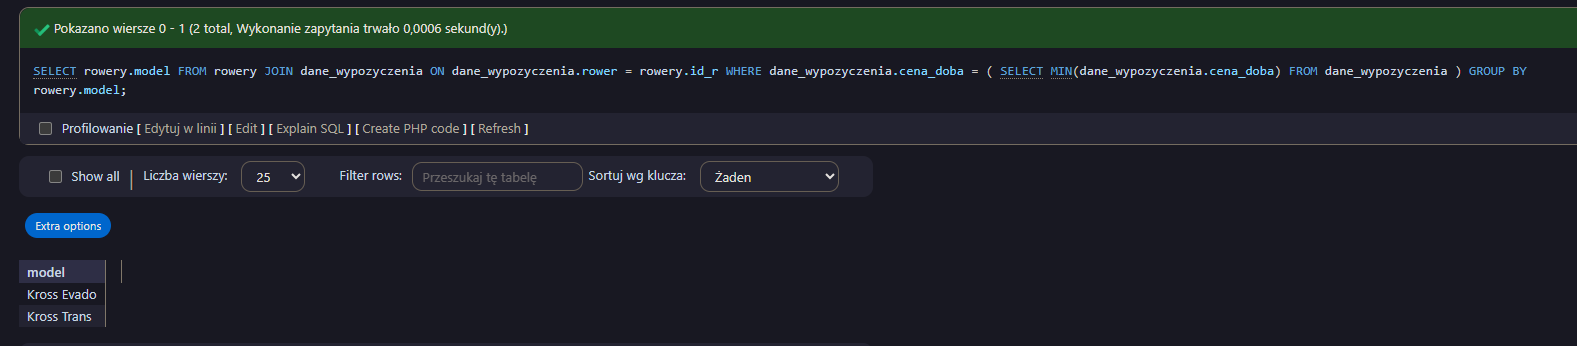 Pokazano wiersze 0 - 1 (2 total, Wykonanie zapytania trwało 0,0006 sekund(y).)
SELECT rowery.model FROM rowery JOIN dane_wypozyczenia ON dane_wypozyczenia.rower = rowery.id_r WHERE dane_wypozyczenia.cena_doba = ( SELECT MIN(dane_wypozyczenia.cena_doba) FROM dane_wypozyczenia ) GROUP BY
rowery.model;
Profilowanie [ Edytuj w linii ] [ Edit ] [ Explain SQL ] [ Create PHP code ] [ Refresh ]
Show all | Liczba wierszy: 25 Filter rows: Przeszukaj tę tabelę Sortuj wg klucza: Żaden
Extra options
model
Kross Evado
Kross Trans